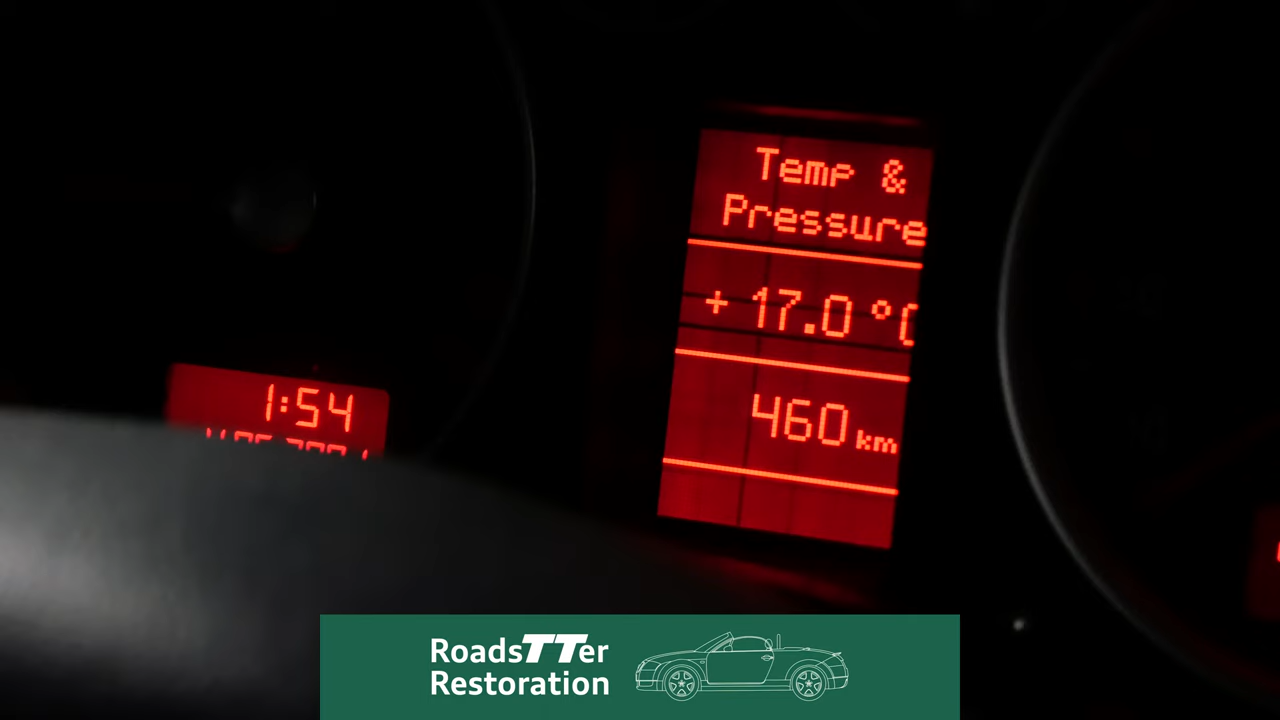 Temp &
Pressure
+ 17.0 °C
460 km
1:54
RoadsTTer
Restoration